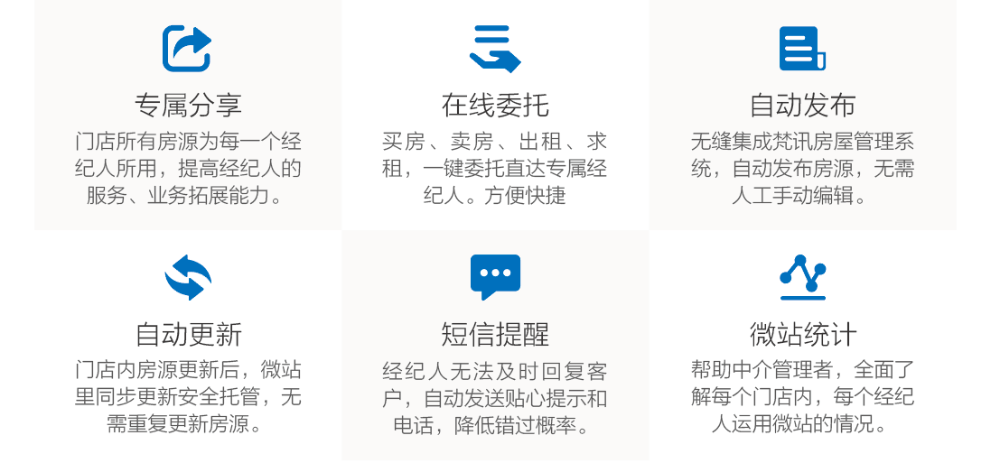 专属分享
门店所有房源为每一个经
纪人所用，提高经纪人的
服务、业务拓展能力。
在线委托
买房、卖房、出租、求
租，一键委托直达专属经
纪人。方便快捷
自动发布
无缝集成梵讯房屋管理系
统，自动发布房源，无需
人工手动编辑。
自动更新
门店内房源更新后，微站
里同步更新安全托管，无
需重复更新房源。
短信提醒
经纪人无法及时回复客
户，自动发送贴心提示和
电话，降低错过概率。
微站统计
帮助中介管理者，全面了
解每个门店内，每个经纪
人运用微站的情况。